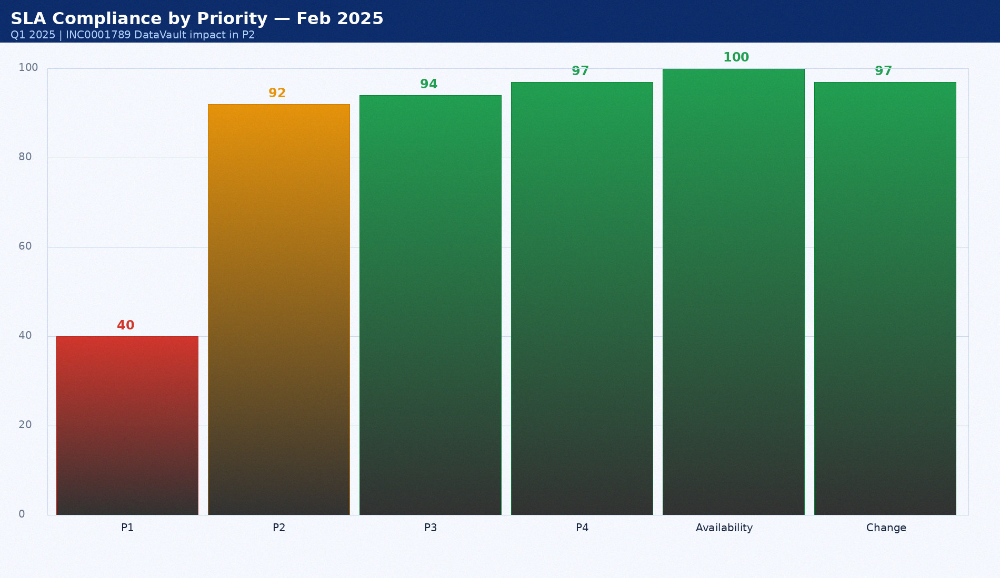 SLA Compliance by Priority — Feb 2025
Q1 2025 | INC0001789 DataVault impact in P2
100
80
60
40
20
0
40
92
94
97
100
97
P1
P2
P3
P4
Availability
Change